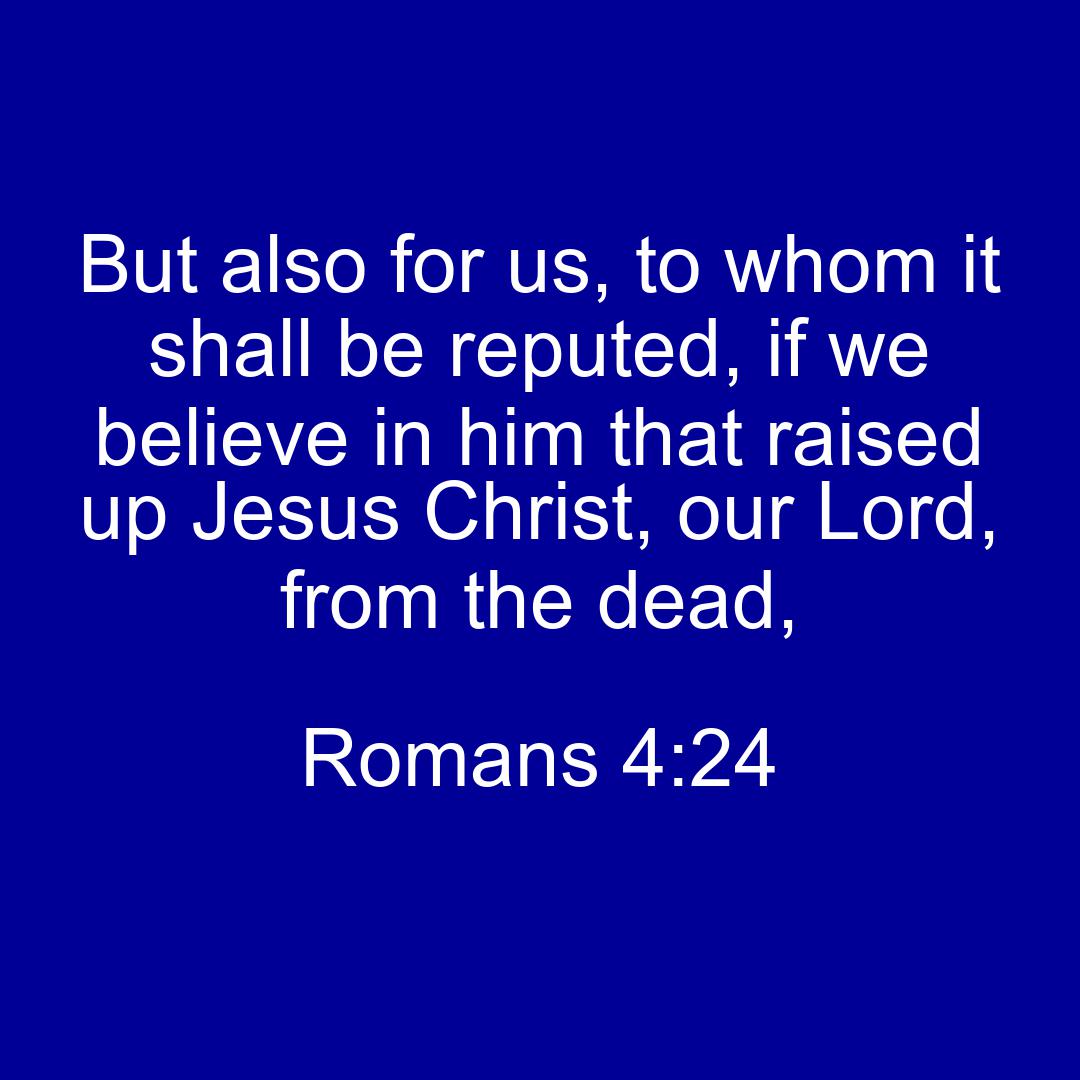 But also for us, to whom it
shall be reputed, if we
believe in him that raised
up Jesus Christ, our Lord,
from the dead,
Romans 4:24